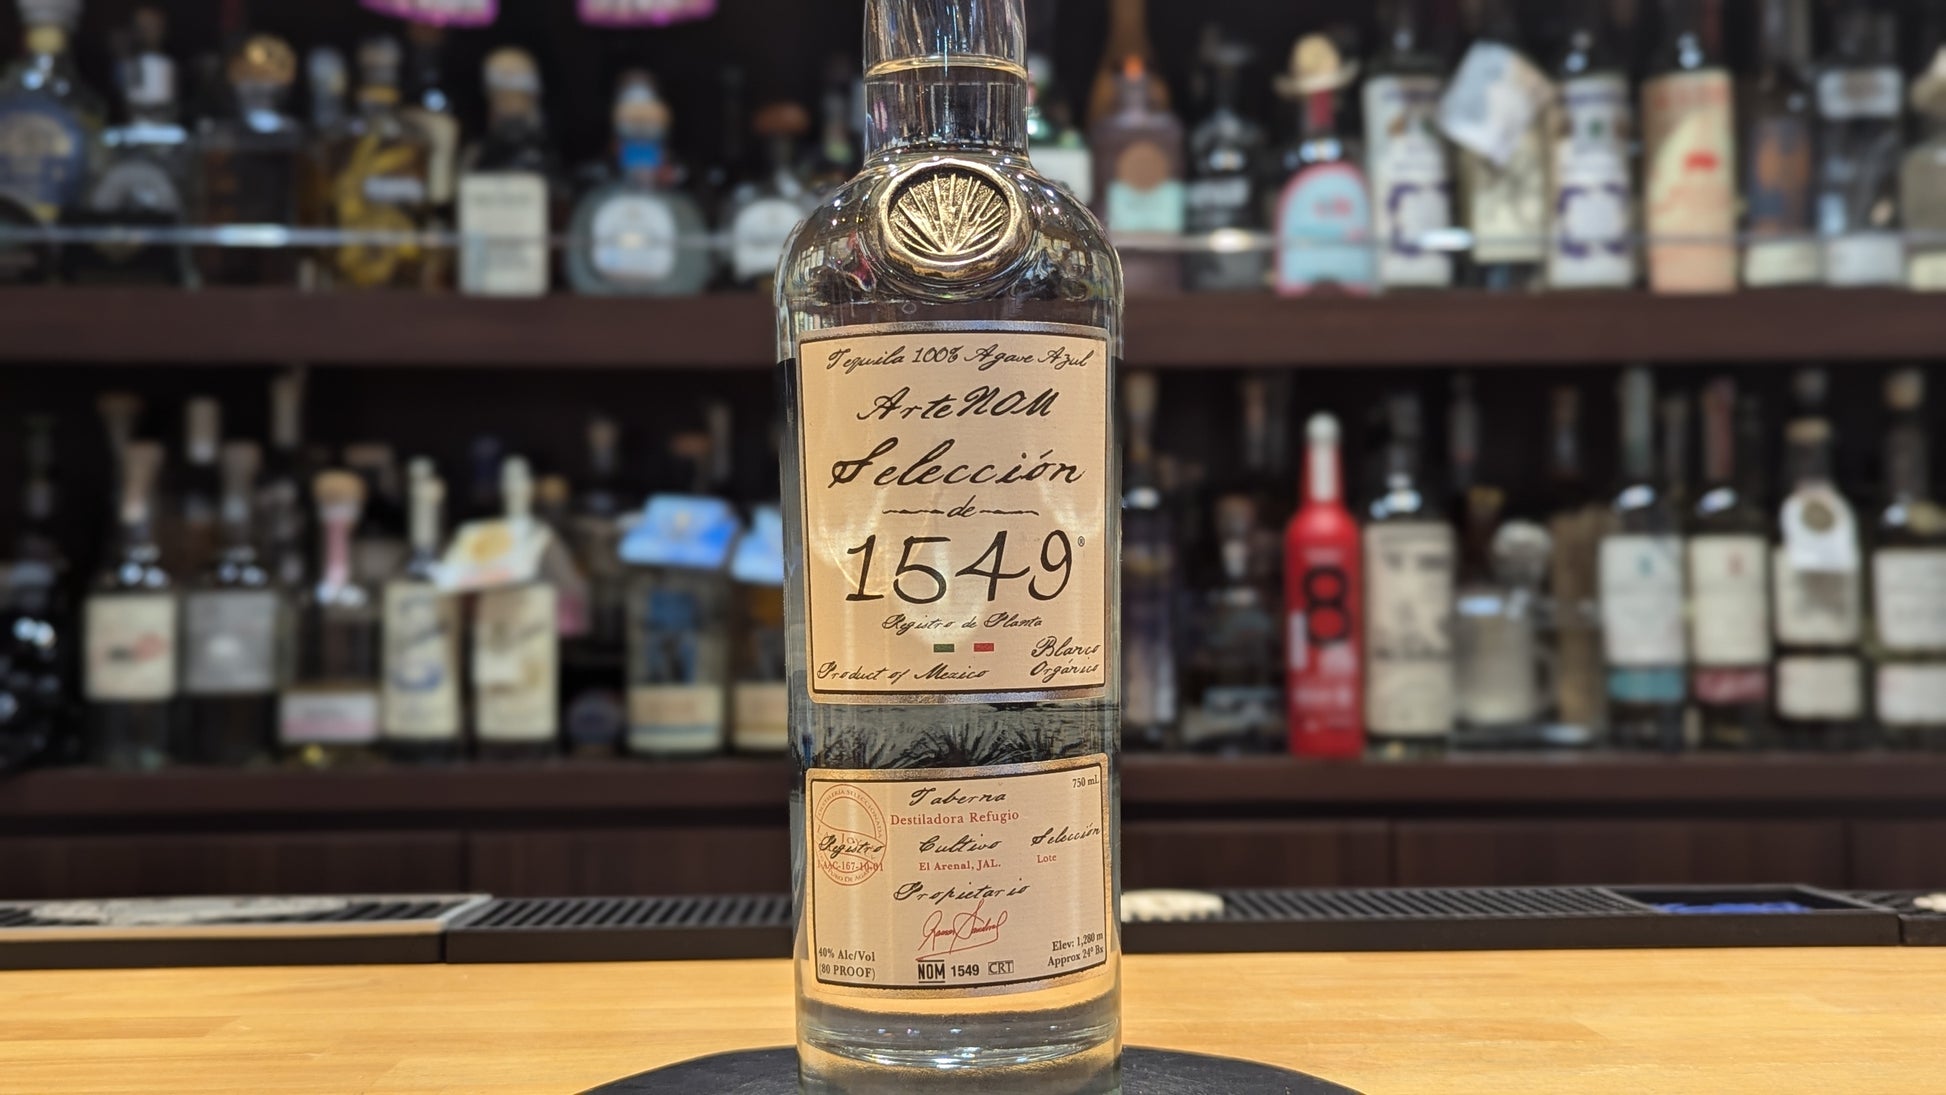 Tequila 100% Agave Azul
ArteNOM
Selección
de
1549®
Registro de Planta
Blanco
Product of Mexico Orgánico
750 mL
Taberna
Destiladora Refugio
Registro Cultivo Selección
El Arenal, JAL. Lote
Propietario
40% Alc/Vol
(80 PROOF)
Elev: 1,280 m
Approx 24º Bx
NOM 1549 CRT
8